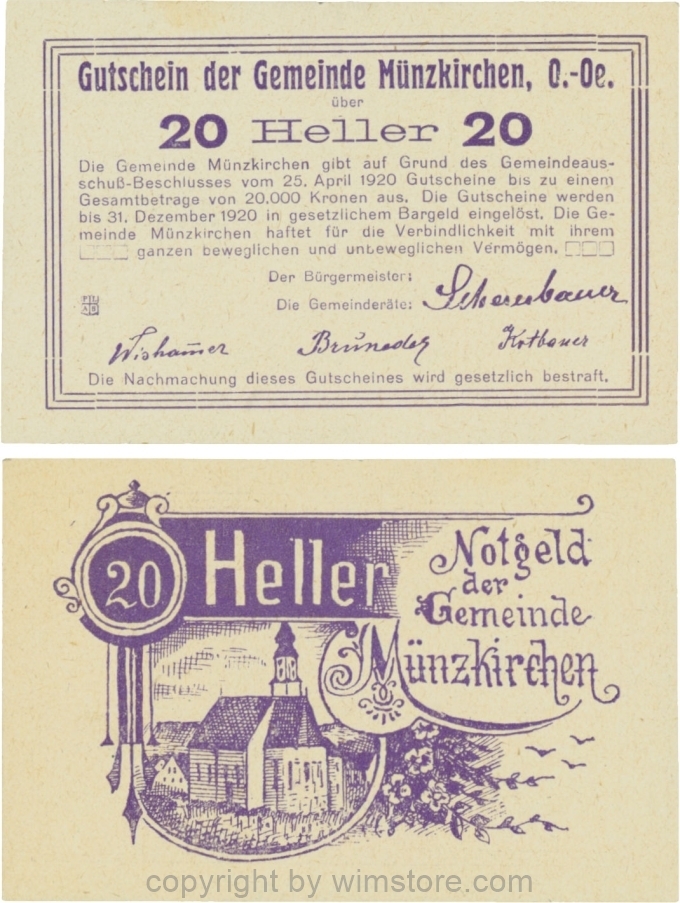 Gutschein der Gemeinde Münzkirchen, O.-Oe.
über
20 Heller 20
Die Gemeinde Münzkirchen gibt auf Grund des Gemeindeaus-
schuß-Beschlusses vom 25. April 1920 Gutscheine bis zu einem
Gesamtbetrage von 20.000 Kronen aus. Die Gutscheine werden
bis 31. Dezember 1920 in gesetzlichem Bargeld eingelöst. Die Ge-
meinde Münzkirchen haftet für die Verbindlichkeit mit ihrem
ganzen beweglichen und unbeweglichen Vermögen.
Der Bürgermeister:
Die Gemeinderäte:
Die Nachmachung dieses Gutscheines wird gesetzlich bestraft.
20 Heller
Notgeld
der
Gemeinde
Münzkirchen
copyright by wimstore.com